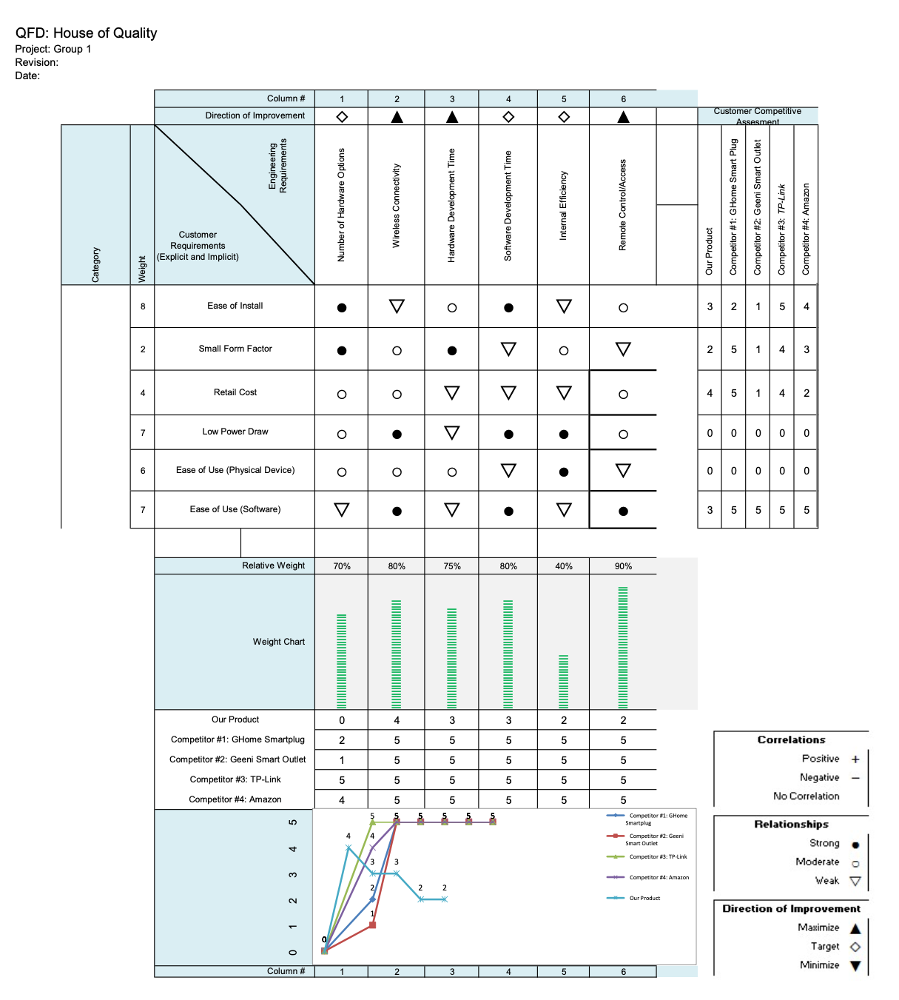 QFD: House of Quality
Project: Group 1
Revision:
Date:
Column # 1 2 3 4 5 6
Direction of Improvement ◇ ▲ ▲ ◇ ◇ ▲
Customer Competitive
Assesment
Category
Weight
Engineering
Requirements
Customer
Requirements
(Explicit and Implicit)
Number of Hardware Options
Wireless Connectivity
Hardware Development Time
Software Development Time
Internal Efficiency
Remote Control/Access
Our Product
Competitor #1: GHome Smart Plug
Competitor #2: Geeni Smart Outlet
Competitor #3: TP-Link
Competitor #4: Amazon
8 Ease of Install ● ▽ ○ ● ▽ ○ 3 2 1 5 4
2 Small Form Factor ● ○ ● ▽ ○ ▽ 2 5 1 4 3
4 Retail Cost ○ ○ ▽ ▽ ▽ ○ 4 5 1 4 2
7 Low Power Draw ○ ● ▽ ● ● ○ 0 0 0 0 0
6 Ease of Use (Physical Device) ○ ○ ○ ▽ ● ▽ 0 0 0 0 0
7 Ease of Use (Software) ▽ ● ▽ ● ▽ ● 3 5 5 5 5
Relative Weight 70% 80% 75% 80% 40% 90%
Weight Chart
Our Product 0 4 3 3 2 2
Competitor #1: GHome Smartplug 2 5 5 5 5 5
Competitor #2: Geeni Smart Outlet 1 5 5 5 5 5
Competitor #3: TP-Link 5 5 5 5 5 5
Competitor #4: Amazon 4 5 5 5 5 5
5
4
3
2
1
0
5 5 5 5 5 5
4 4
3 3
2 2 2
1
0
Competitor #1: GHome
Smartplug
Competitor #2: Geeni
Smart Outlet
Competitor #3: TP-Link
Competitor #4: Amazon
Our Product
Column # 1 2 3 4 5 6
Correlations
Positive +
Negative −
No Correlation
Relationships
Strong ●
Moderate ○
Weak ▽
Direction of Improvement
Maximize ▲
Target ◇
Minimize ▼